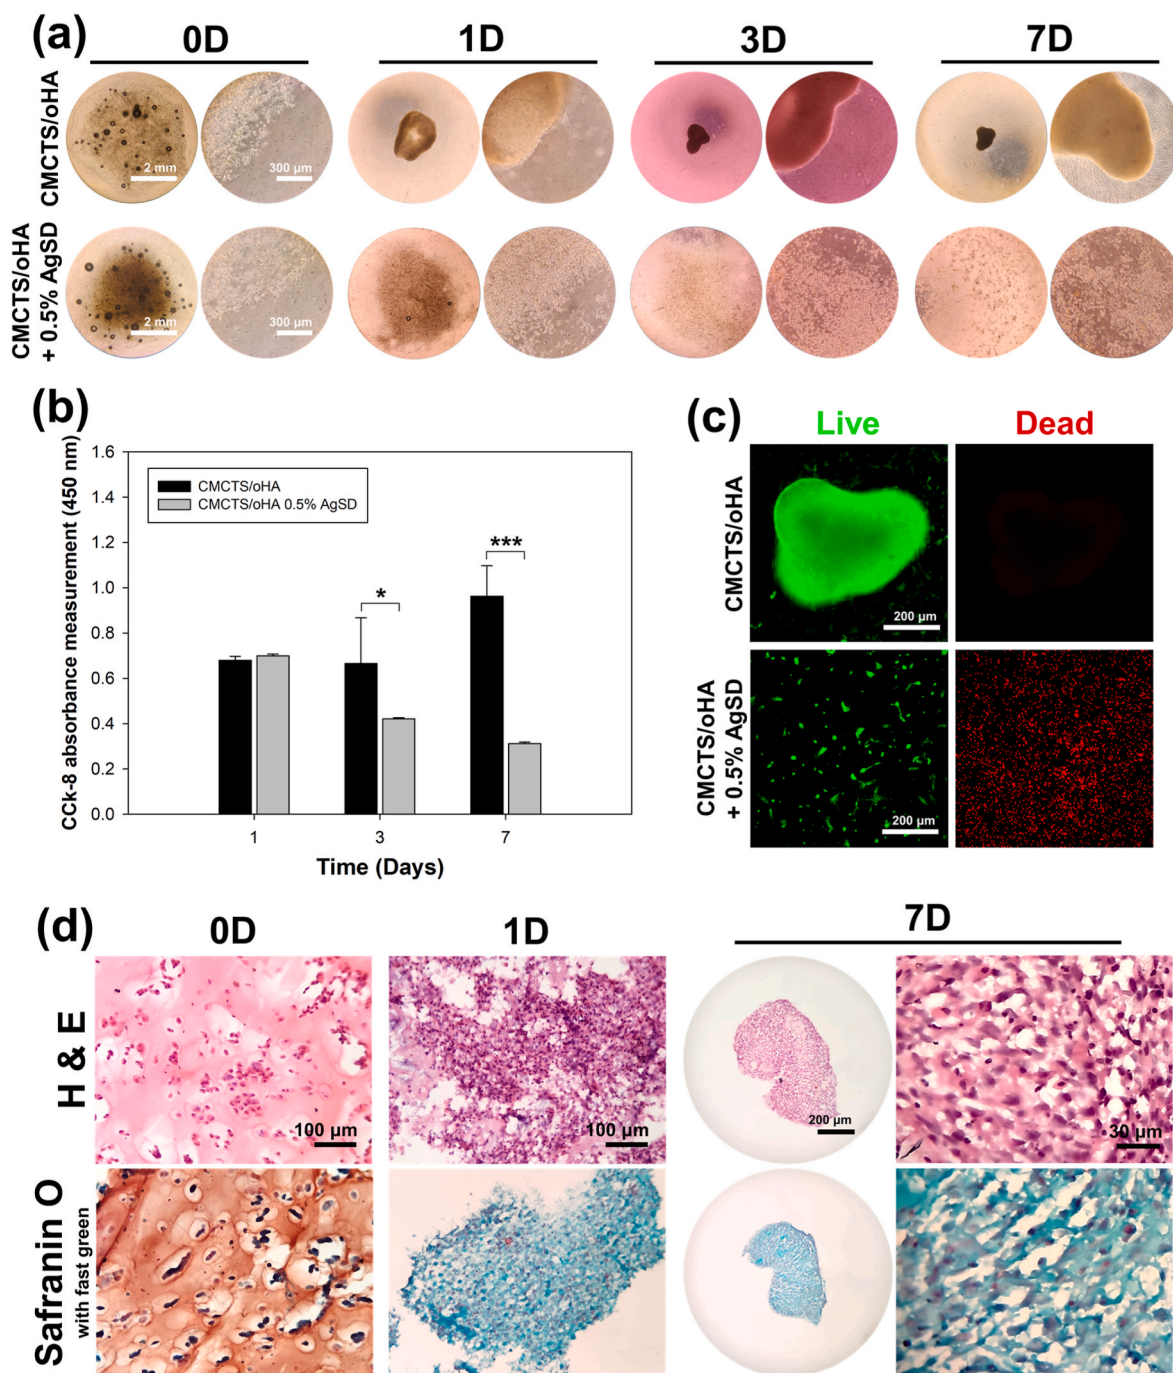 (a)
0D 1D 3D 7D
CMCTS/oHA
2 mm 300 µm
CMCTS/oHA
+ 0.5% AgSD
2 mm 300 µm
(b)
CCk-8 absorbance measurement (450 nm)
1.6
1.4
1.2
1.0
0.8
0.6
0.4
0.2
0.0
CMCTS/oHA
CMCTS/oHA 0.5% AgSD
*
***
1 3 7
Time (Days)
(c)
Live Dead
CMCTS/oHA
200 µm
CMCTS/oHA
+ 0.5% AgSD
200 µm
(d)
0D 1D 7D
H & E
100 µm 100 µm 200 µm 30 µm
Safranin O
with fast green